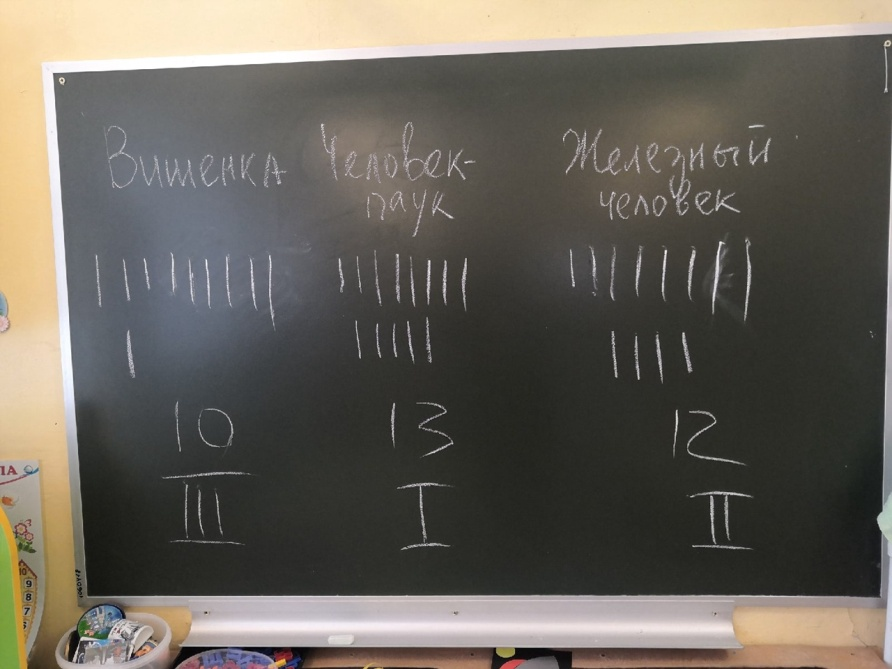 Вишенка
| | | | | | | | |
|
10
III
Человек-
паук
| | | | | | | |
| | | | |
13
I
Железный
человек
| | | | | | | |
| | | |
12
II